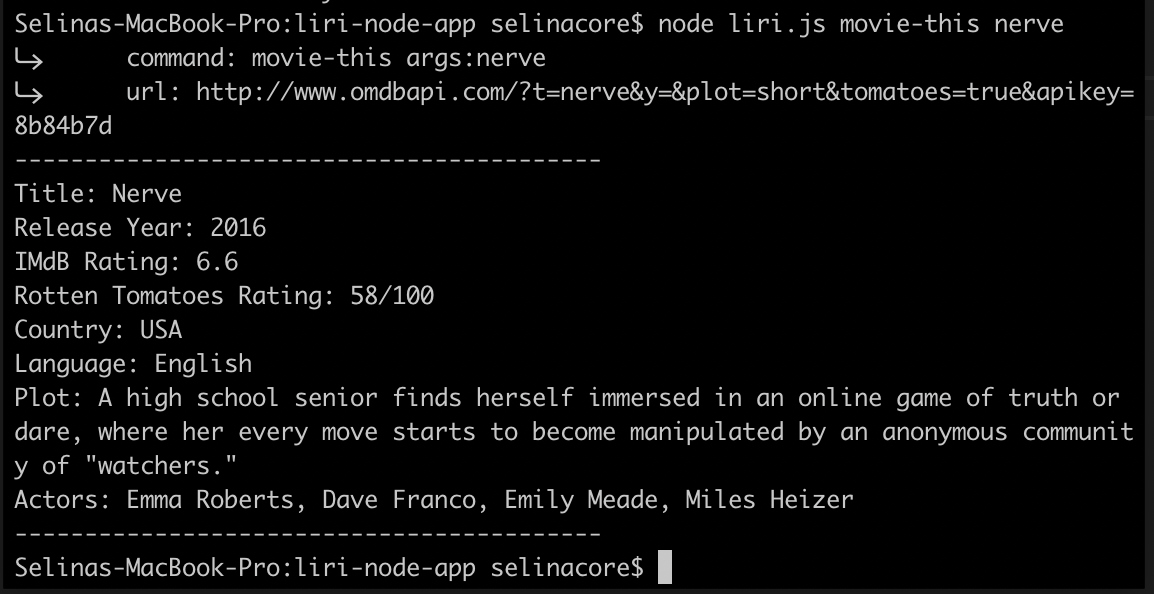 Selinas-MacBook-Pro:liri-node-app selinacore$ node liri.js movie-this nerve
↳ command: movie-this args:nerve
↳ url: http://www.omdbapi.com/?t=nerve&y=&plot=short&tomatoes=true&apikey=
8b84b7d
------------------------------------------
Title: Nerve
Release Year: 2016
IMdB Rating: 6.6
Rotten Tomatoes Rating: 58/100
Country: USA
Language: English
Plot: A high school senior finds herself immersed in an online game of truth or
dare, where her every move starts to become manipulated by an anonymous communit
y of "watchers."
Actors: Emma Roberts, Dave Franco, Emily Meade, Miles Heizer
------------------------------------------
Selinas-MacBook-Pro:liri-node-app selinacore$